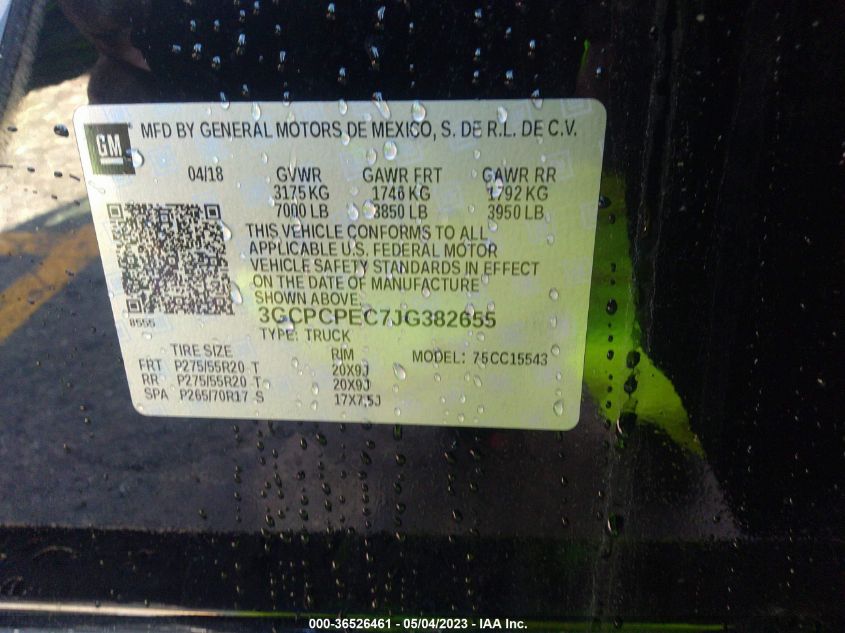 GM
MFD BY GENERAL MOTORS DE MEXICO, S. DE R.L. DE C.V.
04/18 GVWR GAWR FRT GAWR RR
3175 KG 1746 KG 1792 KG
7000 LB 3850 LB 3950 LB
THIS VEHICLE CONFORMS TO ALL
APPLICABLE U.S. FEDERAL MOTOR
VEHICLE SAFETY STANDARDS IN EFFECT
ON THE DATE OF MANUFACTURE
SHOWN ABOVE.
8555
3GCPCPEC7JG382655
TYPE: TRUCK
TIRE SIZE RIM MODEL: 75CC15543
FRT P275/55R20 T 20X9J
RR P275/55R20 T 20X9J
SPA P265/70R17 S 17X7.5J
000-36526461 - 05/04/2023 - IAA Inc.